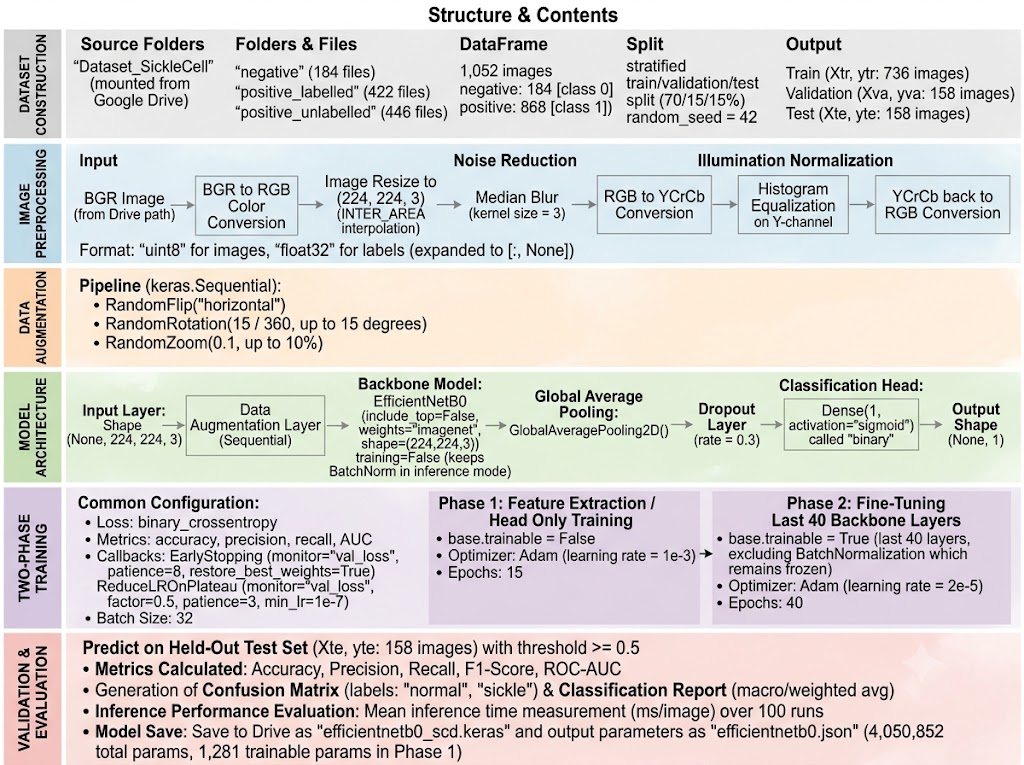 Structure & Contents
DATASET
CONSTRUCTION
Source Folders
"Dataset_SickleCell"
(mounted from
Google Drive)
Folders & Files
"negative" (184 files)
"positive_labelled" (422 files)
"positive_unlabelled" (446 files)
DataFrame
1,052 images
negative: 184 [class 0]
positive: 868 [class 1])
Split
stratified
train/validation/test
split (70/15/15%)
random_seed = 42
Output
Train (Xtr, ytr: 736 images)
Validation (Xva, yva: 158 images)
Test (Xte, yte: 158 images)
IMAGE
PREPROCESSING
Input
BGR Image
(from Drive path)
BGR to RGB
Color
Conversion
Image Resize to
(224, 224, 3)
(INTER_AREA
interpolation)
Noise Reduction
Median Blur
(kernel size = 3)
Illumination Normalization
RGB to YCrCb
Conversion
Histogram
Equalization
on Y-channel
YCrCb back to
RGB Conversion
Format: "uint8" for images, "float32" for labels (expanded to [:, None])
DATA
AUGMENTATION
Pipeline (keras.Sequential):
• RandomFlip("horizontal")
• RandomRotation(15 / 360, up to 15 degrees)
• RandomZoom(0.1, up to 10%)
MODEL
ARCHITECTURE
Input Layer:
Shape
(None, 224, 224, 3)
Data
Augmentation Layer
(Sequential)
Backbone Model:
EfficientNetB0
(include_top=False,
weights="imagenet",
shape=(224,224,3))
training=False (keeps
BatchNorm in inference mode)
Global Average
Pooling:
GlobalAveragePooling2D()
Dropout
Layer
(rate = 0.3)
Classification Head:
Dense(1,
activation="sigmoid")
called "binary"
Output
Shape
(None, 1)
TWO-PHASE
TRAINING
Common Configuration:
• Loss: binary_crossentropy
• Metrics: accuracy, precision, recall, AUC
• Callbacks: EarlyStopping (monitor="val_loss",
patience=8, restore_best_weights=True)
ReduceLROnPlateau (monitor="val_loss",
factor=0.5, patience=3, min_lr=1e-7)
• Batch Size: 32
Phase 1: Feature Extraction /
Head Only Training
• base.trainable = False
• Optimizer: Adam (learning rate = 1e-3)
• Epochs: 15
Phase 2: Fine-Tuning
Last 40 Backbone Layers
• base.trainable = True (last 40 layers,
excluding BatchNormalization which
remains frozen)
• Optimizer: Adam (learning rate = 2e-5)
• Epochs: 40
VALIDATION &
EVALUATION
Predict on Held-Out Test Set (Xte, yte: 158 images) with threshold >= 0.5
• Metrics Calculated: Accuracy, Precision, Recall, F1-Score, ROC-AUC
• Generation of Confusion Matrix (labels: "normal", "sickle") & Classification Report (macro/weighted avg)
• Inference Performance Evaluation: Mean inference time measurement (ms/image) over 100 runs
• Model Save: Save to Drive as "efficientnetb0_scd.keras" and output parameters as "efficientnetb0.json" (4,050,852
total params, 1,281 trainable params in Phase 1)